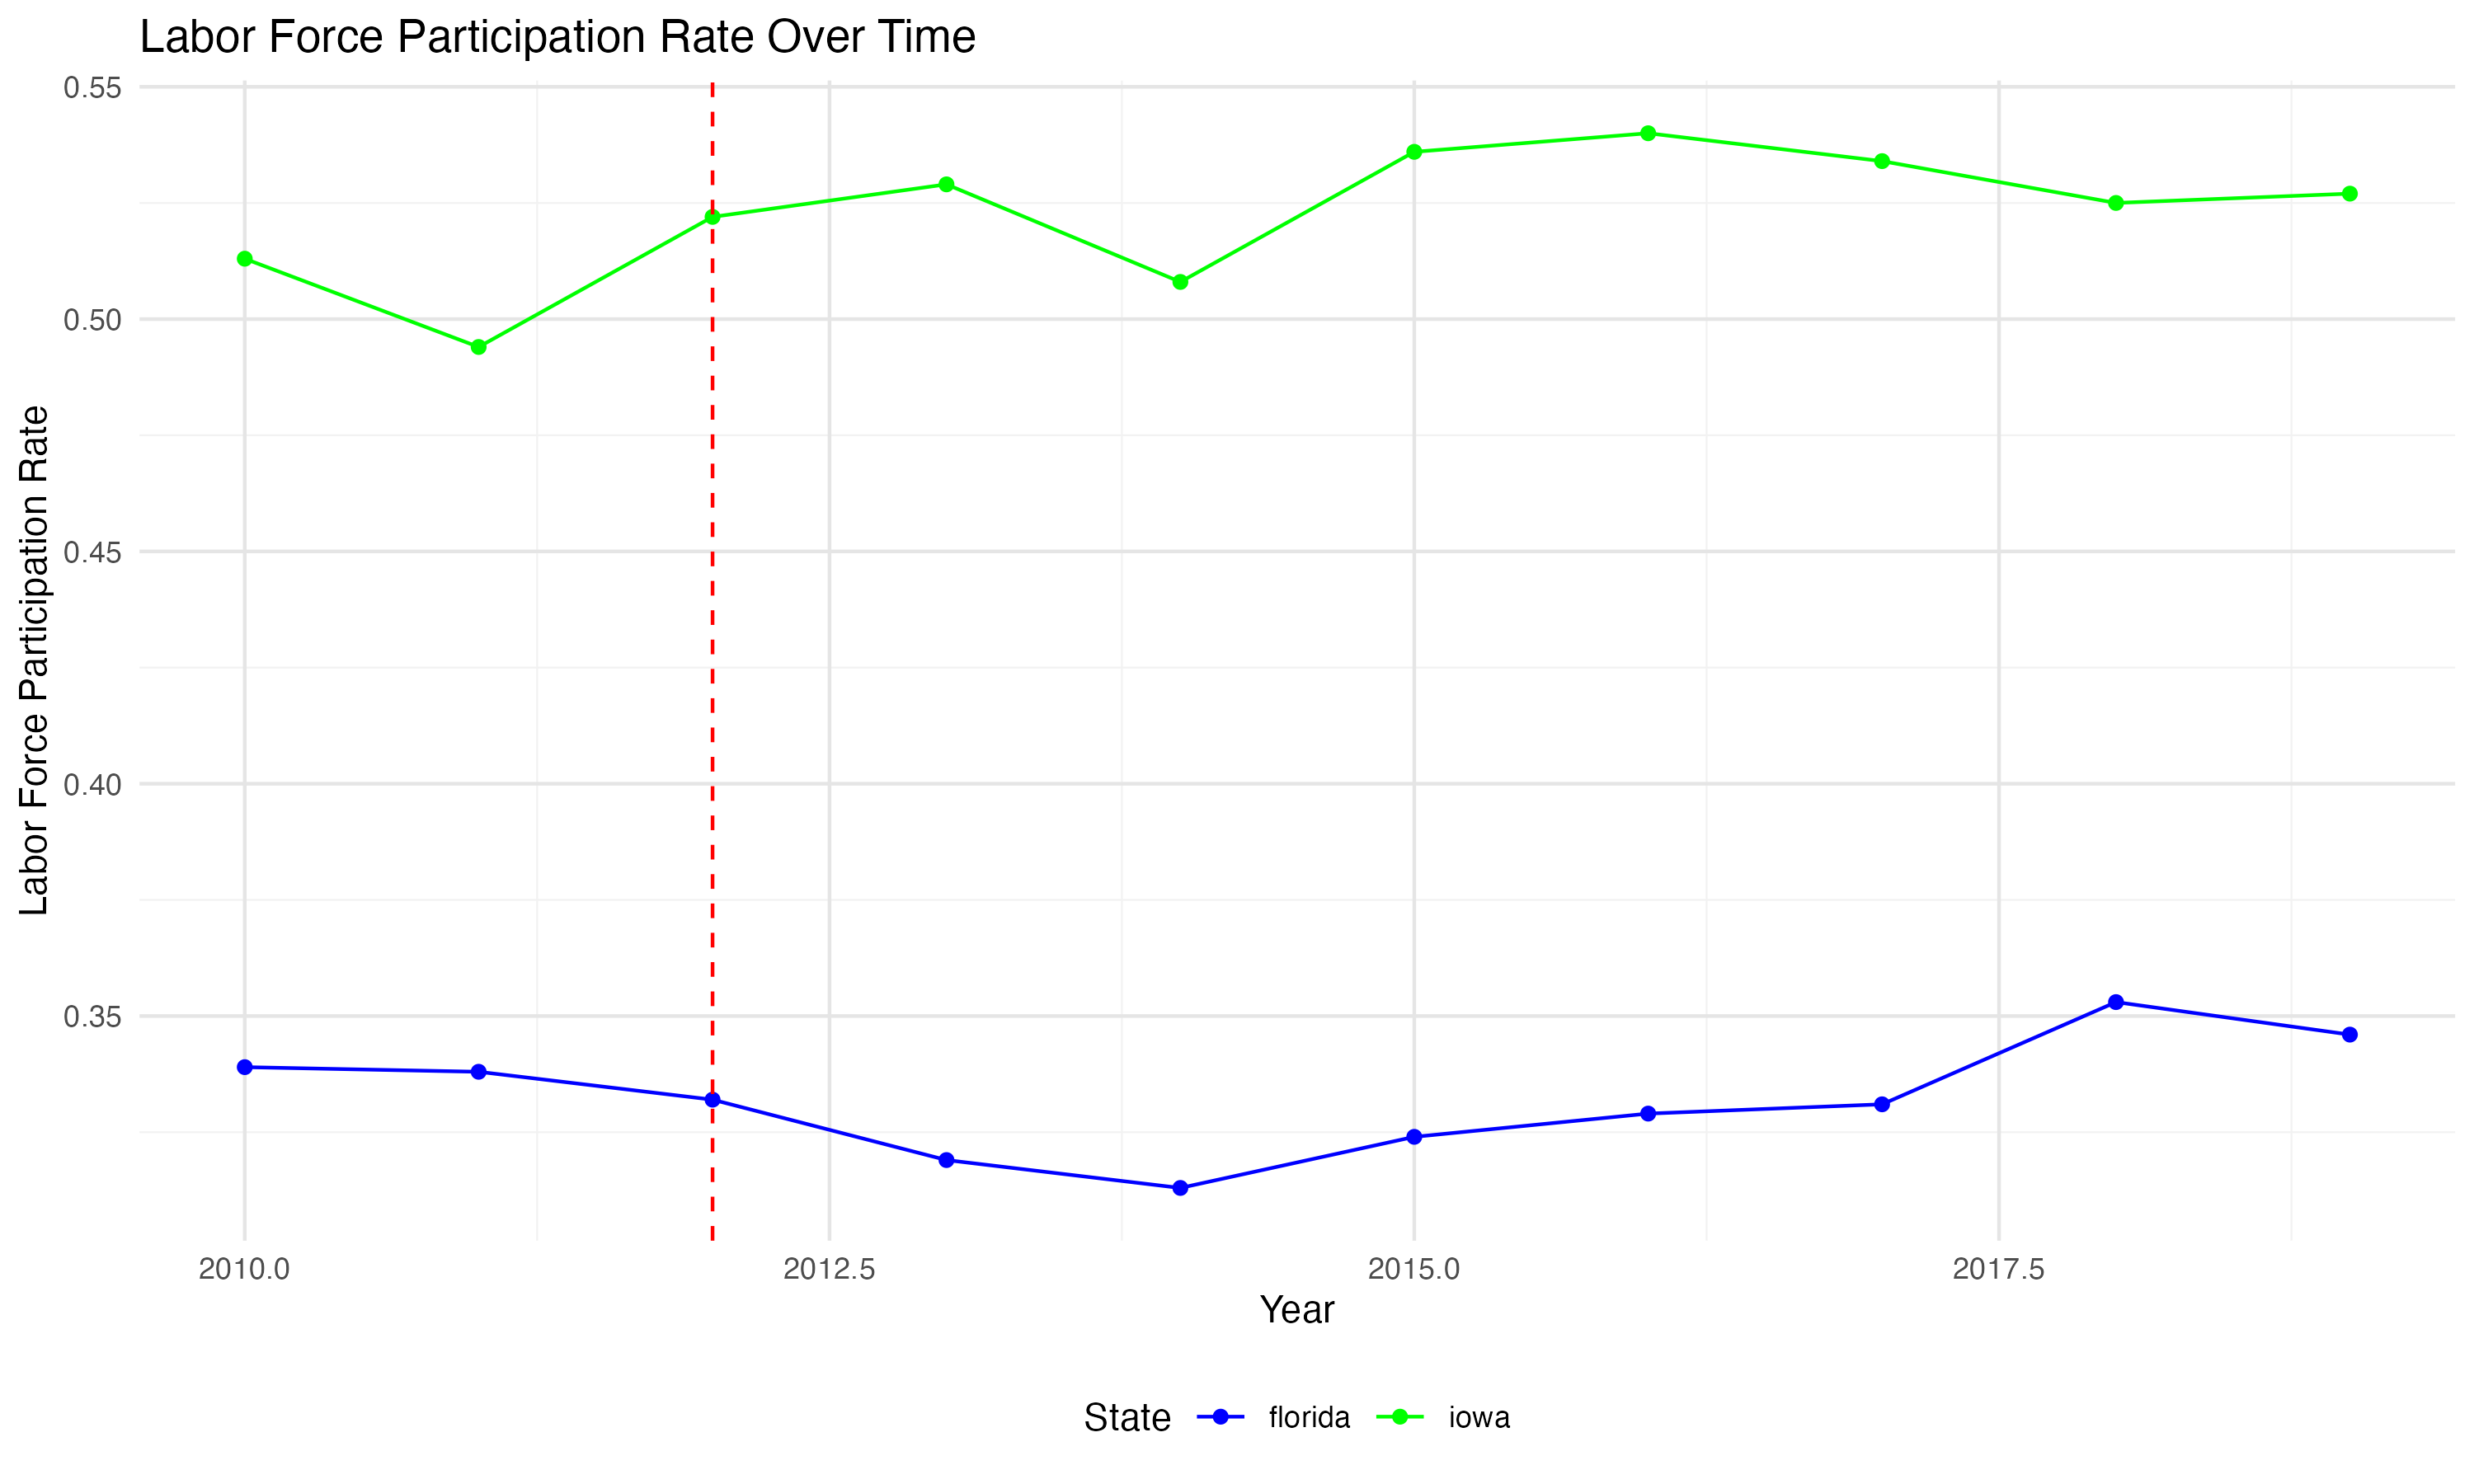 Labor Force Participation Rate Over Time
Labor Force Participation Rate
0.55
0.50
0.45
0.40
0.35
2010.0 2012.5 2015.0 2017.5
Year
State florida iowa